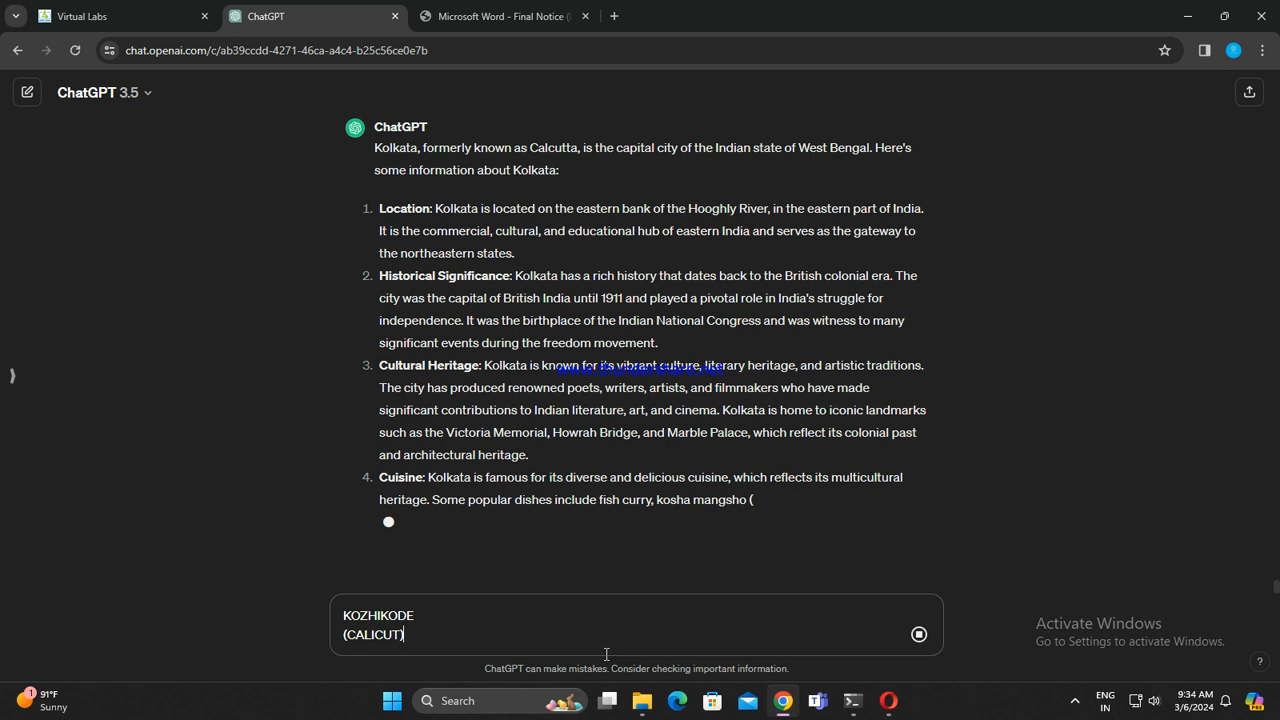 Virtual Labs
ChatGPT
Microsoft Word - Final Notice (
chat.openai.com/c/ab39ccdd-4271-46ca-a4c4-b25c56ce0e7b
ChatGPT 3.5
ChatGPT
Kolkata, formerly known as Calcutta, is the capital city of the Indian state of West Bengal. Here's
some information about Kolkata:
1. Location: Kolkata is located on the eastern bank of the Hooghly River, in the eastern part of India.
It is the commercial, cultural, and educational hub of eastern India and serves as the gateway to
the northeastern states.
2. Historical Significance: Kolkata has a rich history that dates back to the British colonial era. The
city was the capital of British India until 1911 and played a pivotal role in India's struggle for
independence. It was the birthplace of the Indian National Congress and was witness to many
significant events during the freedom movement.
3. Cultural Heritage: Kolkata is known for its vibrant culture, literary heritage, and artistic traditions.
www.thundershare.net
The city has produced renowned poets, writers, artists, and filmmakers who have made
significant contributions to Indian literature, art, and cinema. Kolkata is home to iconic landmarks
such as the Victoria Memorial, Howrah Bridge, and Marble Palace, which reflect its colonial past
and architectural heritage.
4. Cuisine: Kolkata is famous for its diverse and delicious cuisine, which reflects its multicultural
heritage. Some popular dishes include fish curry, kosha mangsho (
KOZHIKODE
(CALICUT)
ChatGPT can make mistakes. Consider checking important information.
Activate Windows
Go to Settings to activate Windows.
?
1
91°F
Sunny
Search
ENG
IN
9:34 AM
3/6/2024